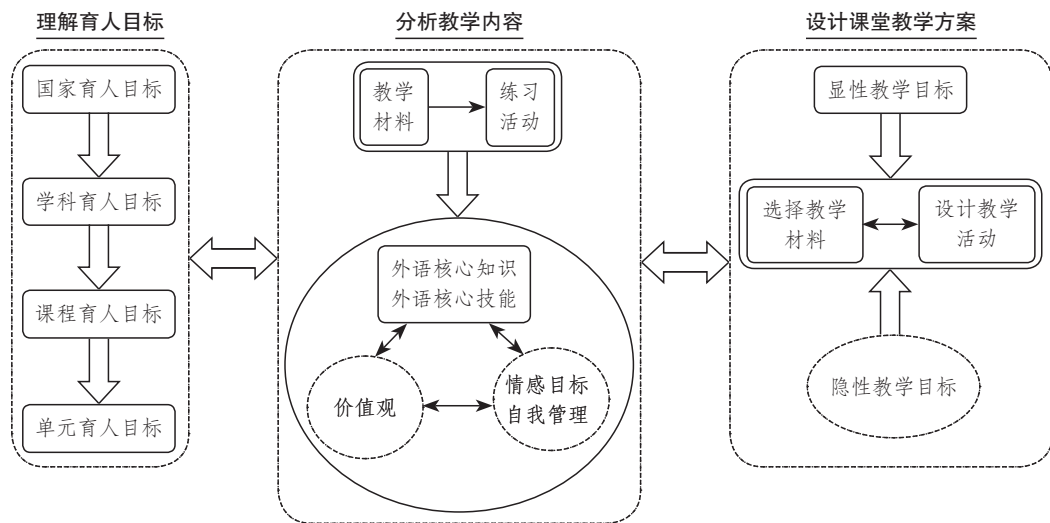 理解育人目标
国家育人目标
学科育人目标
课程育人目标
单元育人目标
分析教学内容
教学
材料
练习
活动
外语核心知识
外语核心技能
价值观
情感目标
自我管理
设计课堂教学方案
显性教学目标
选择教学
材料
设计教学
活动
隐性教学目标